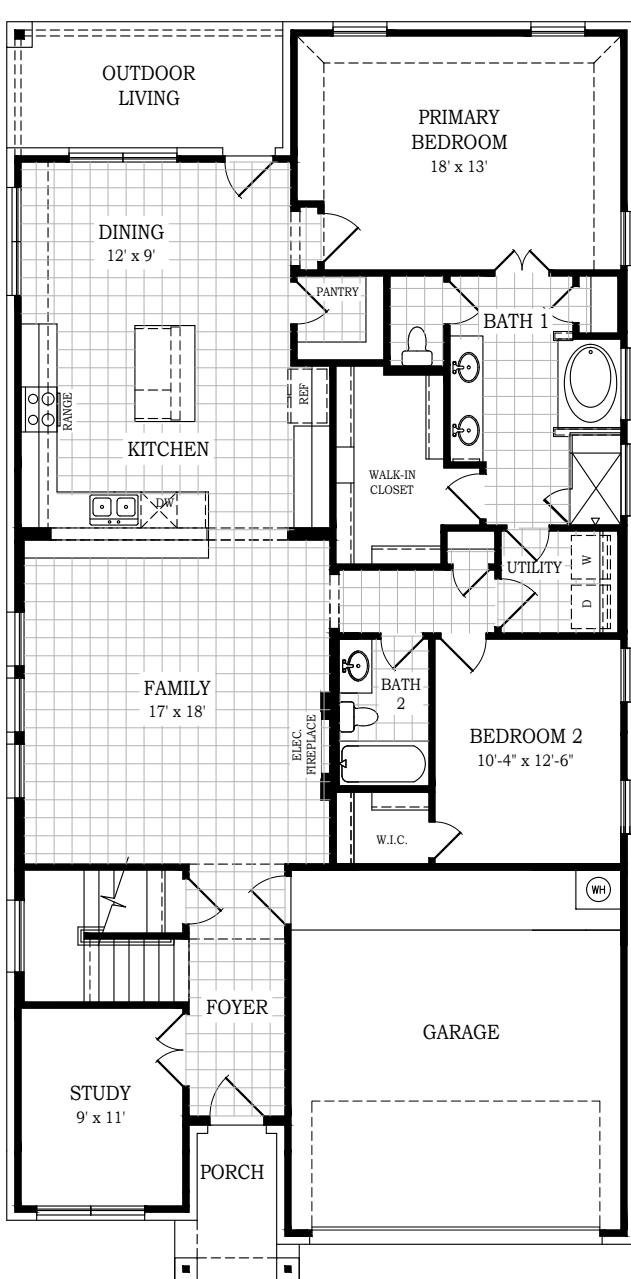 OUTDOOR
LIVING
PRIMARY
BEDROOM
18' x 13'
DINING
12' x 9'
PANTRY
BATH 1
RANGE
REF
KITCHEN
WALK-IN
CLOSET
DW
UTILITY
W
D
FAMILY
17' x 18'
BATH
2
ELEC.
FIREPLACE
BEDROOM 2
10'-4" x 12'-6"
W.I.C.
WH
FOYER
GARAGE
STUDY
9' x 11'
PORCH